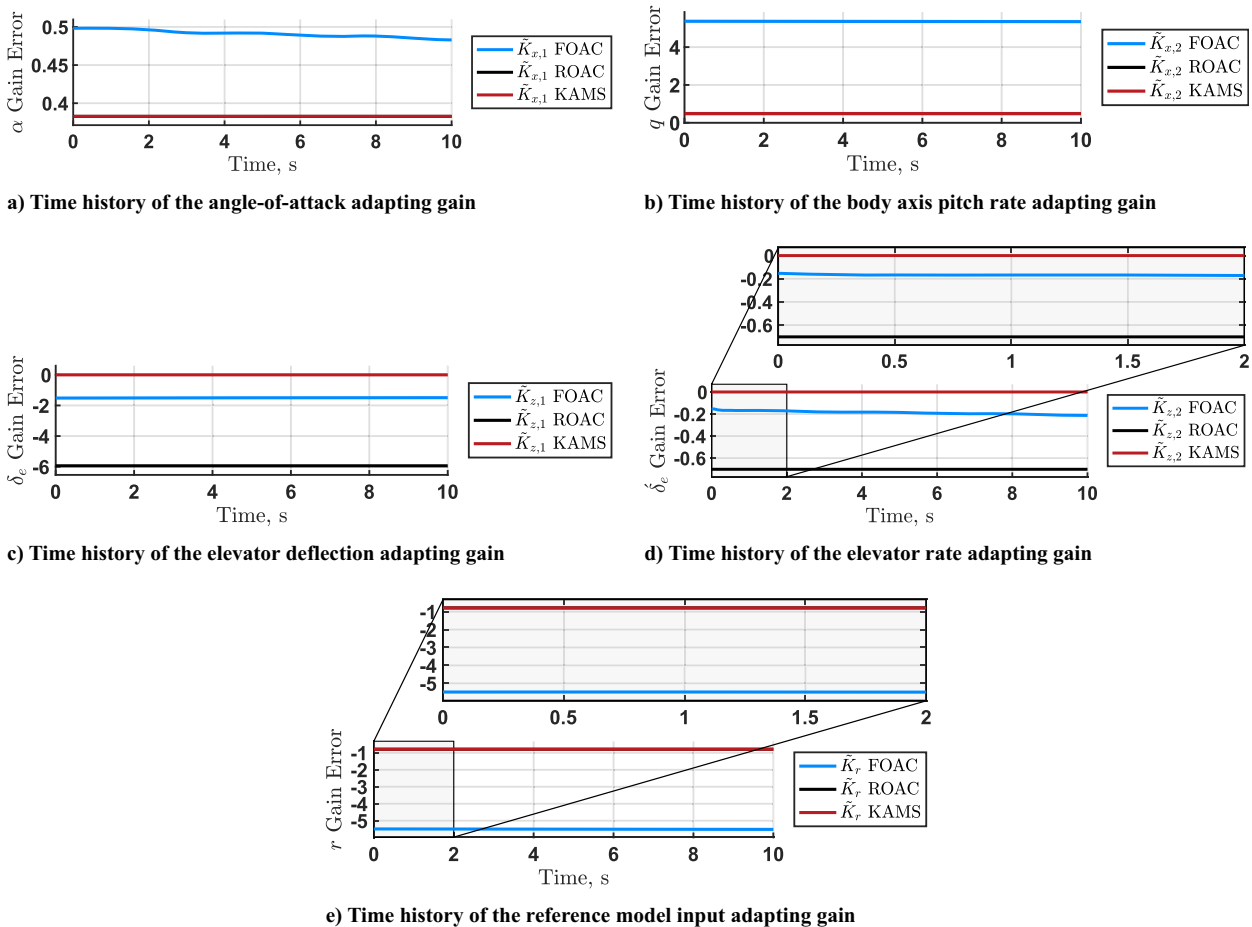 α Gain Error
0.5
0.45
0.4
0 2 4 6 8 10
Time, s
K̃x,1 FOAC
K̃x,1 ROAC
K̃x,1 KAMS
a) Time history of the angle-of-attack adapting gain
q Gain Error
4
2
0
0 2 4 6 8 10
Time, s
K̃x,2 FOAC
K̃x,2 ROAC
K̃x,2 KAMS
b) Time history of the body axis pitch rate adapting gain
δe Gain Error
0
-2
-4
-6
0 2 4 6 8 10
Time, s
K̃z,1 FOAC
K̃z,1 ROAC
K̃z,1 KAMS
c) Time history of the elevator deflection adapting gain
0
-0.2
-0.4
-0.6
0 0.5 1 1.5 2
δ́e Gain Error
0
-0.2
-0.4
-0.6
0 2 4 6 8 10
Time, s
K̃z,2 FOAC
K̃z,2 ROAC
K̃z,2 KAMS
d) Time history of the elevator rate adapting gain
-1
-2
-3
-4
-5
0 0.5 1 1.5 2
r Gain Error
-1
-2
-3
-4
-5
0 2 4 6 8 10
Time, s
K̃r FOAC
K̃r ROAC
K̃r KAMS
e) Time history of the reference model input adapting gain